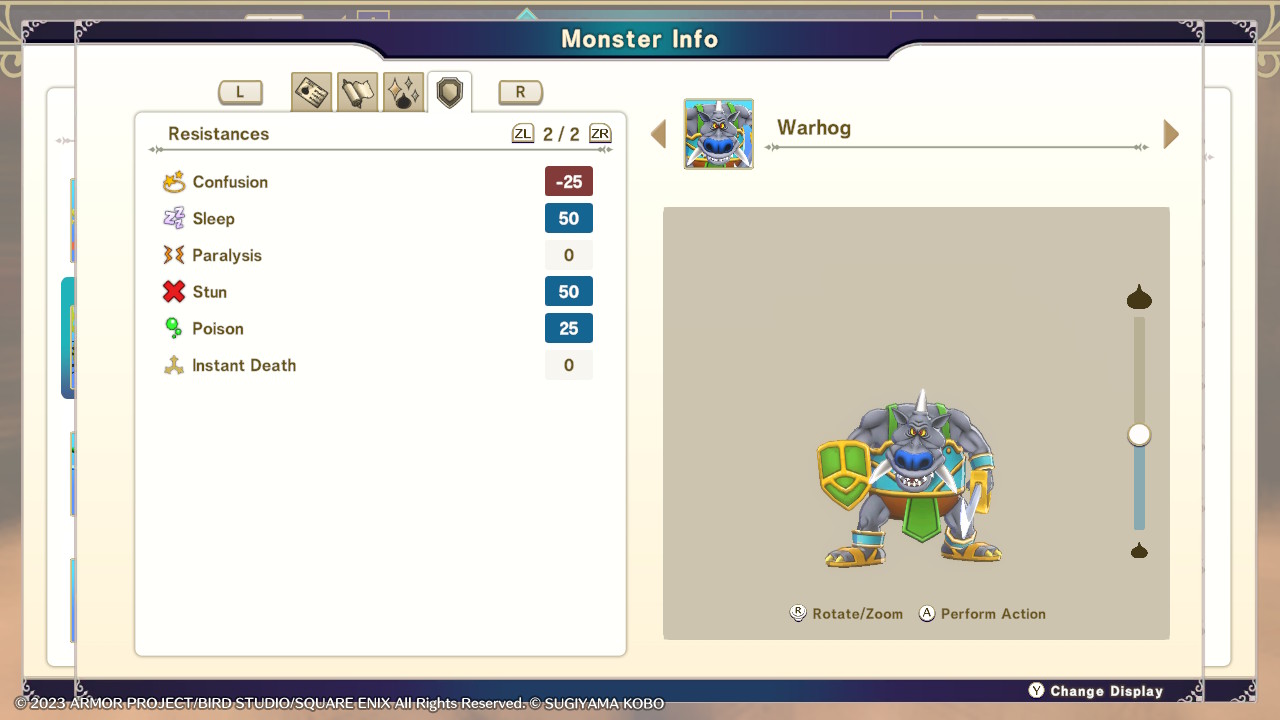 Monster Info
L
R
Resistances
ZL 2 / 2 ZR
Confusion -25
Sleep 50
Paralysis 0
Stun 50
Poison 25
Instant Death 0
Warhog
R Rotate/Zoom A Perform Action
Y Change Display
© 2023 ARMOR PROJECT/BIRD STUDIO/SQUARE ENIX All Rights Reserved. © SUGIYAMA KOBO